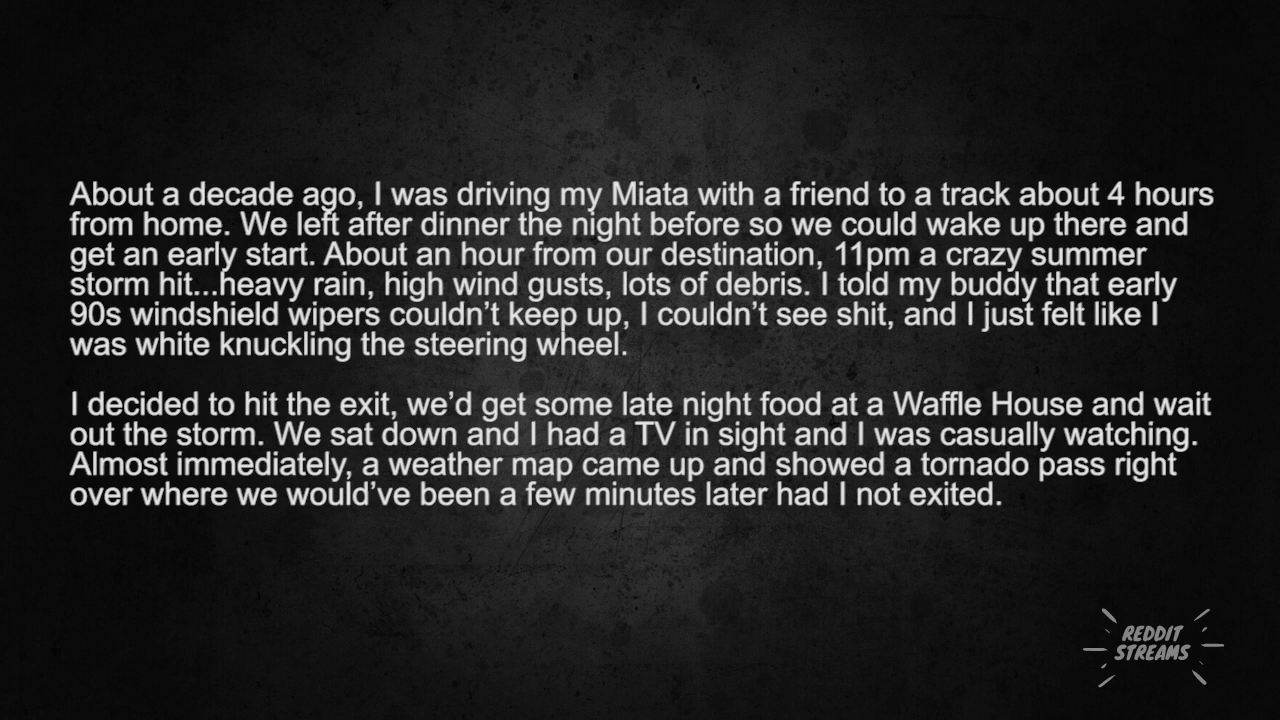 About a decade ago, I was driving my Miata with a friend to a track about 4 hours
from home. We left after dinner the night before so we could wake up there and
get an early start. About an hour from our destination, 11pm a crazy summer
storm hit...heavy rain, high wind gusts, lots of debris. I told my buddy that early
90s windshield wipers couldn’t keep up, I couldn’t see shit, and I just felt like I
was white knuckling the steering wheel.
I decided to hit the exit, we’d get some late night food at a Waffle House and wait
out the storm. We sat down and I had a TV in sight and I was casually watching.
Almost immediately, a weather map came up and showed a tornado pass right
over where we would’ve been a few minutes later had I not exited.
REDDIT
STREAMS